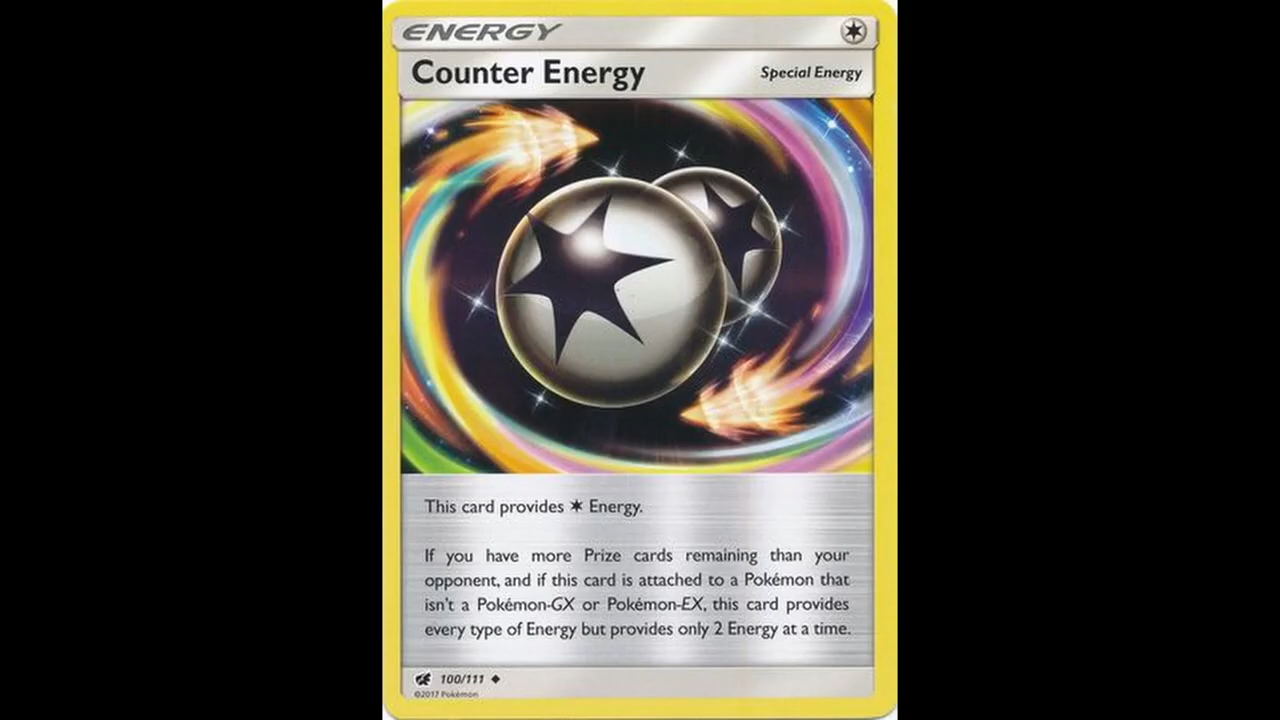 ENERGY
Counter Energy
Special Energy
This card provides ✶ Energy.
If you have more Prize cards remaining than your
opponent, and if this card is attached to a Pokémon that
isn't a Pokémon-GX or Pokémon-EX, this card provides
every type of Energy but provides only 2 Energy at a time.
100/111
©2017 Pokémon